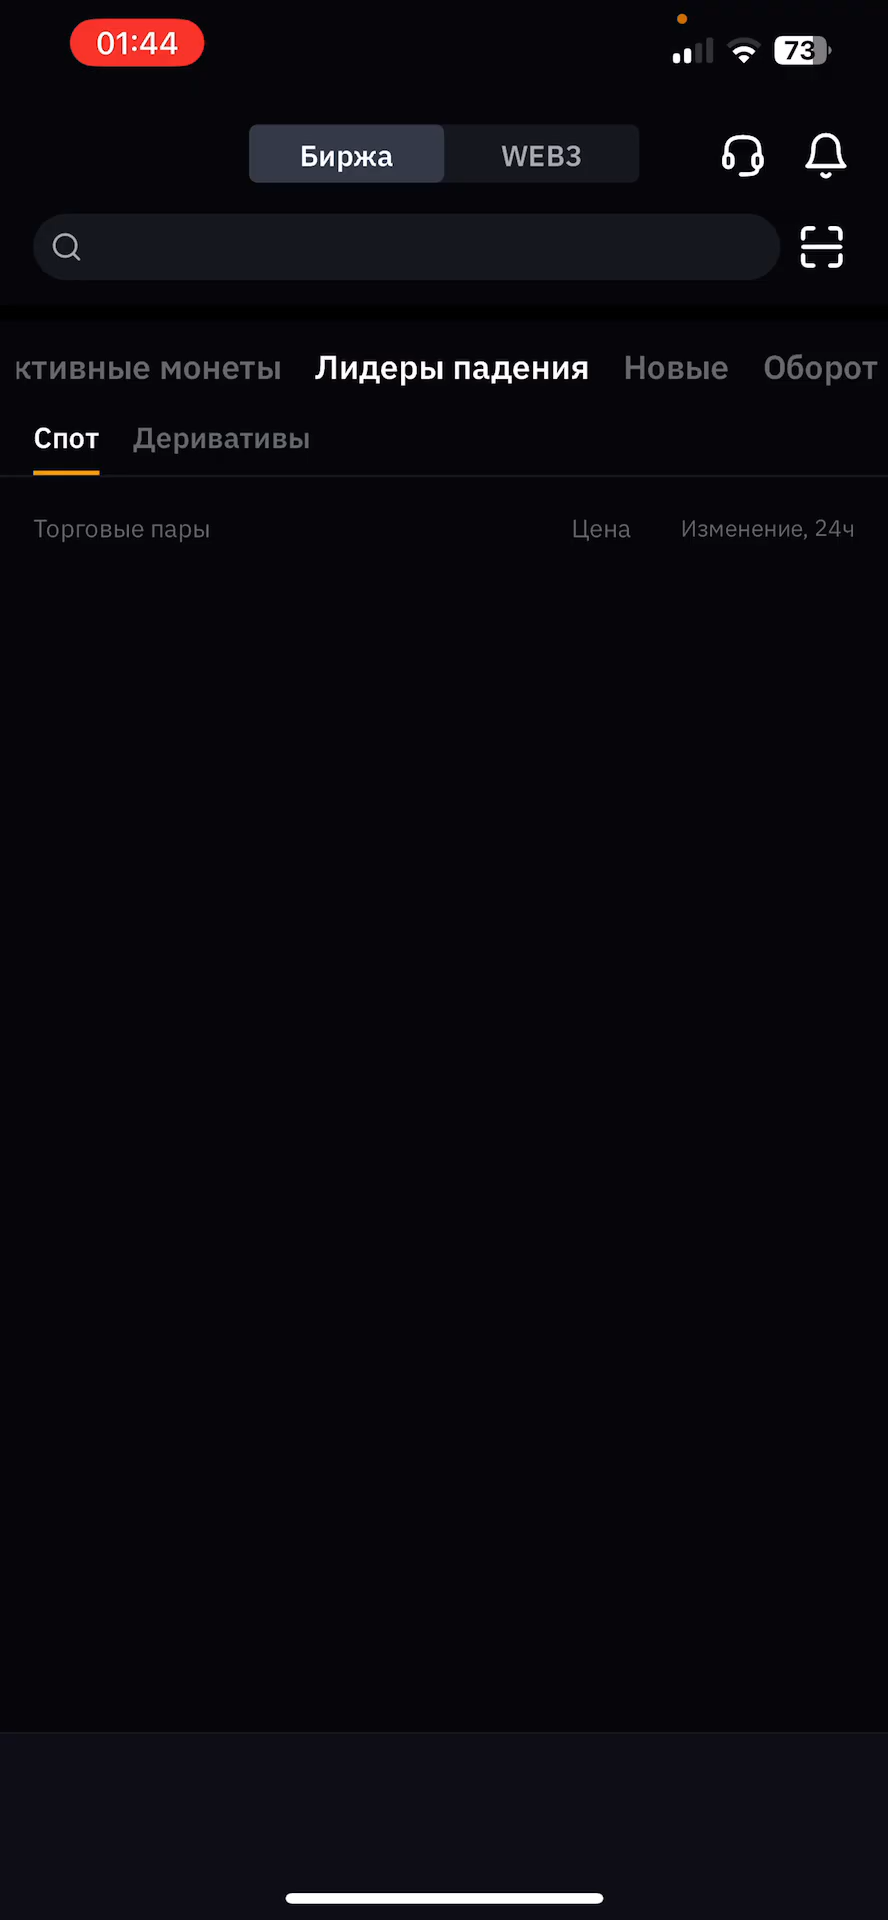 01:44
73
Биржа WEB3
ктивные монеты Лидеры падения Новые Оборот
Спот Деривативы
Торговые пары Цена Изменение, 24ч